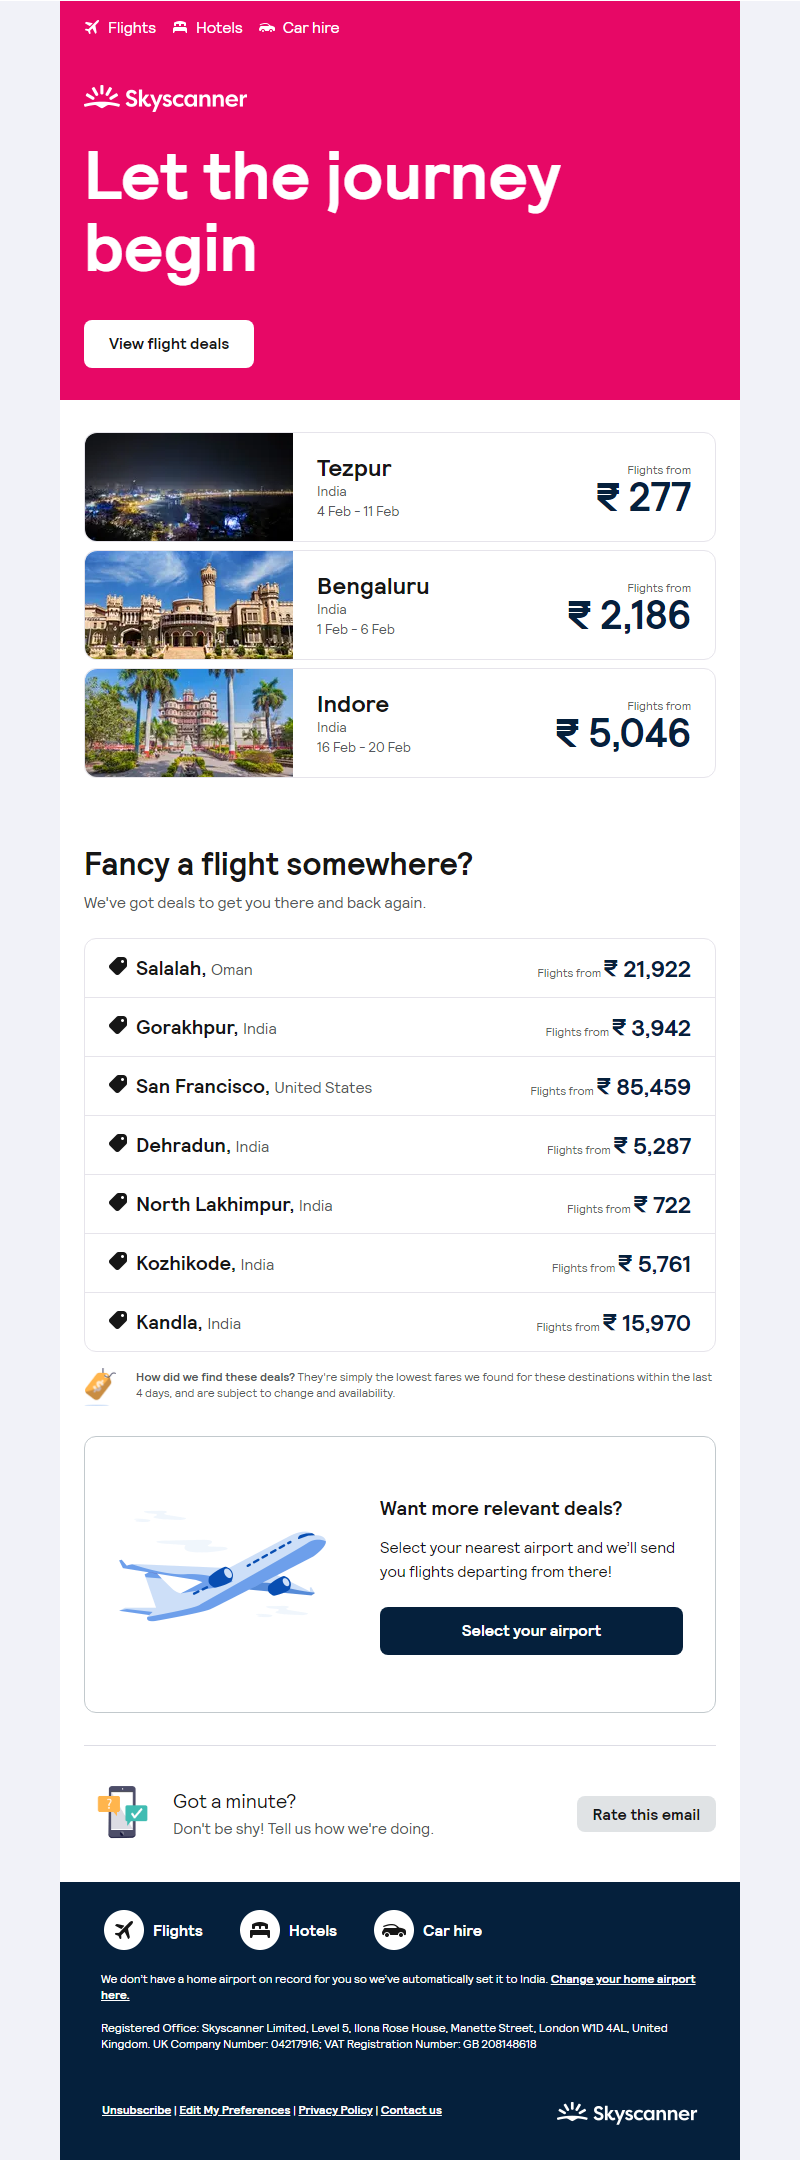 Flights Hotels Car hire
Skyscanner
Let the journey
begin
View flight deals
Tezpur
India
4 Feb - 11 Feb
Flights from
₹ 277
Bengaluru
India
1 Feb - 6 Feb
Flights from
₹ 2,186
Indore
India
16 Feb - 20 Feb
Flights from
₹ 5,046
Fancy a flight somewhere?
We've got deals to get you there and back again.
Salalah, Oman Flights from ₹ 21,922
Gorakhpur, India Flights from ₹ 3,942
San Francisco, United States Flights from ₹ 85,459
Dehradun, India Flights from ₹ 5,287
North Lakhimpur, India Flights from ₹ 722
Kozhikode, India Flights from ₹ 5,761
Kandla, India Flights from ₹ 15,970
How did we find these deals? They're simply the lowest fares we found for these destinations within the last
4 days, and are subject to change and availability.
Want more relevant deals?
Select your nearest airport and we'll send
you flights departing from there!
Select your airport
Got a minute?
Don't be shy! Tell us how we're doing.
Rate this email
Flights Hotels Car hire
We don't have a home airport on record for you so we've automatically set it to India. Change your home airport
here.
Registered Office: Skyscanner Limited, Level 5, Ilona Rose House, Manette Street, London W1D 4AL, United
Kingdom. UK Company Number: 04217916; VAT Registration Number: GB 208148618
Unsubscribe | Edit My Preferences | Privacy Policy | Contact us
Skyscanner